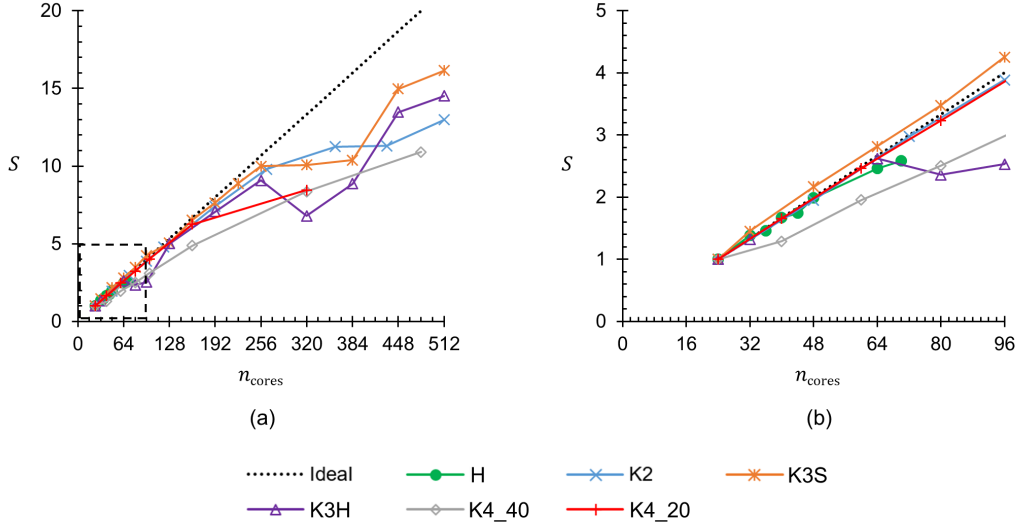 20
15
S
10
5
0
0 64 128 192 256 320 384 448 512
n_cores
(a)
5
4
3
S
2
1
0
0 16 32 48 64 80 96
n_cores
(b)
Ideal H K2 K3S
K3H K4_40 K4_20